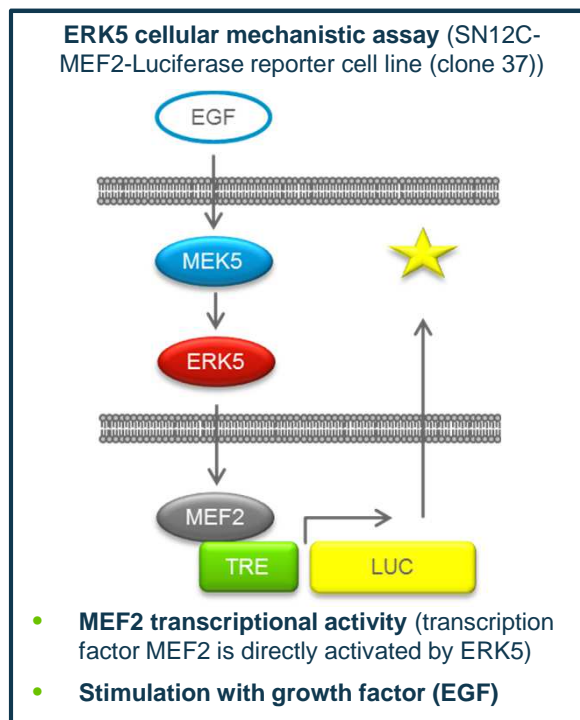 ERK5 cellular mechanistic assay (SN12C-
MEF2-Luciferase reporter cell line (clone 37))
EGF
MEK5
ERK5
MEF2
TRE
LUC
• MEF2 transcriptional activity (transcription
factor MEF2 is directly activated by ERK5)
• Stimulation with growth factor (EGF)